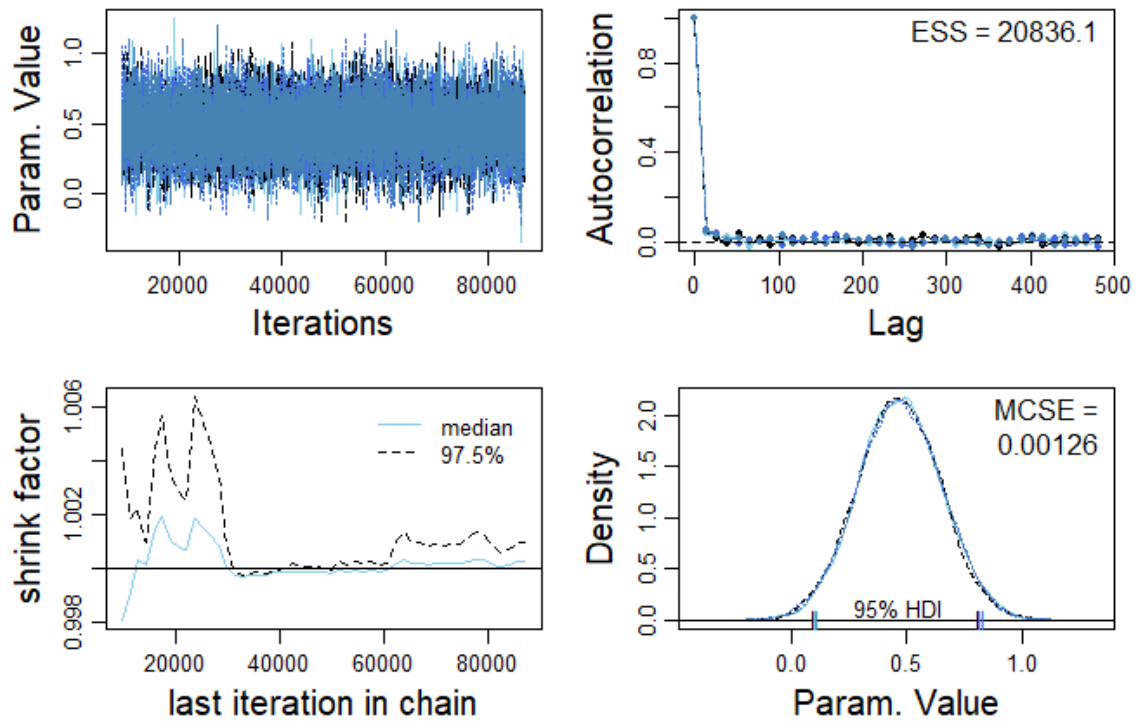 Param. Value
0.0 0.5 1.0
20000 40000 60000 80000
Iterations
Autocorrelation
0.0 0.4 0.8
ESS = 20836.1
0 100 200 300 400 500
Lag
shrink factor
0.998 1.002 1.006
median
97.5%
20000 40000 60000 80000
last iteration in chain
Density
0.0 0.5 1.0 1.5 2.0
MCSE =
0.00126
95% HDI
0.0 0.5 1.0
Param. Value